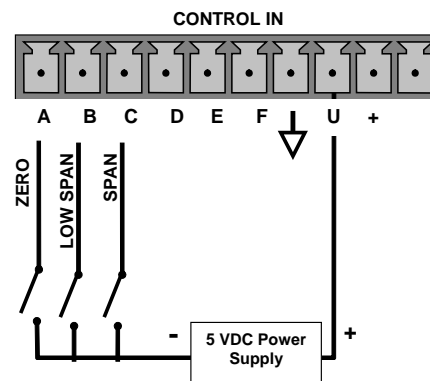 CONTROL IN
A B C D E F U +
ZERO
LOW SPAN
SPAN
- 5 VDC Power Supply +